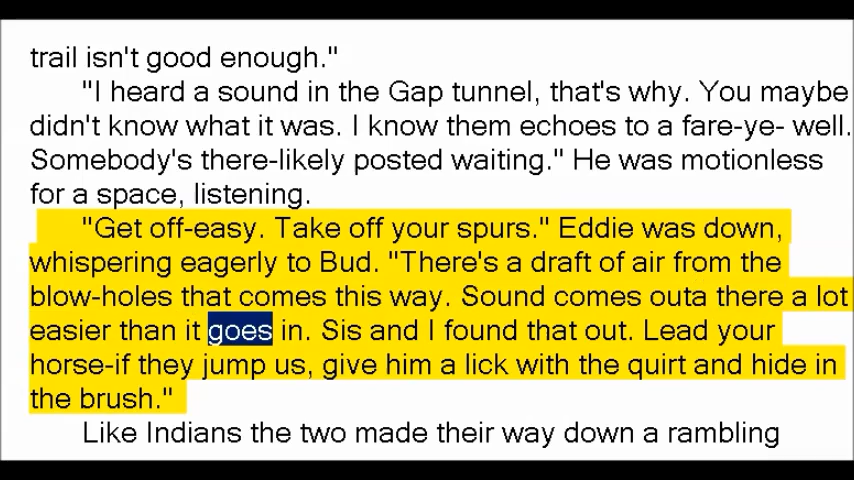 trail isn't good enough."
"I heard a sound in the Gap tunnel, that's why. You maybe
didn't know what it was. I know them echoes to a fare-ye- well.
Somebody's there-likely posted waiting." He was motionless
for a space, listening.
"Get off-easy. Take off your spurs." Eddie was down,
whispering eagerly to Bud. "There's a draft of air from the
blow-holes that comes this way. Sound comes outa there a lot
easier than it goes in. Sis and I found that out. Lead your
horse-if they jump us, give him a lick with the quirt and hide in
the brush."
Like Indians the two made their way down a rambling